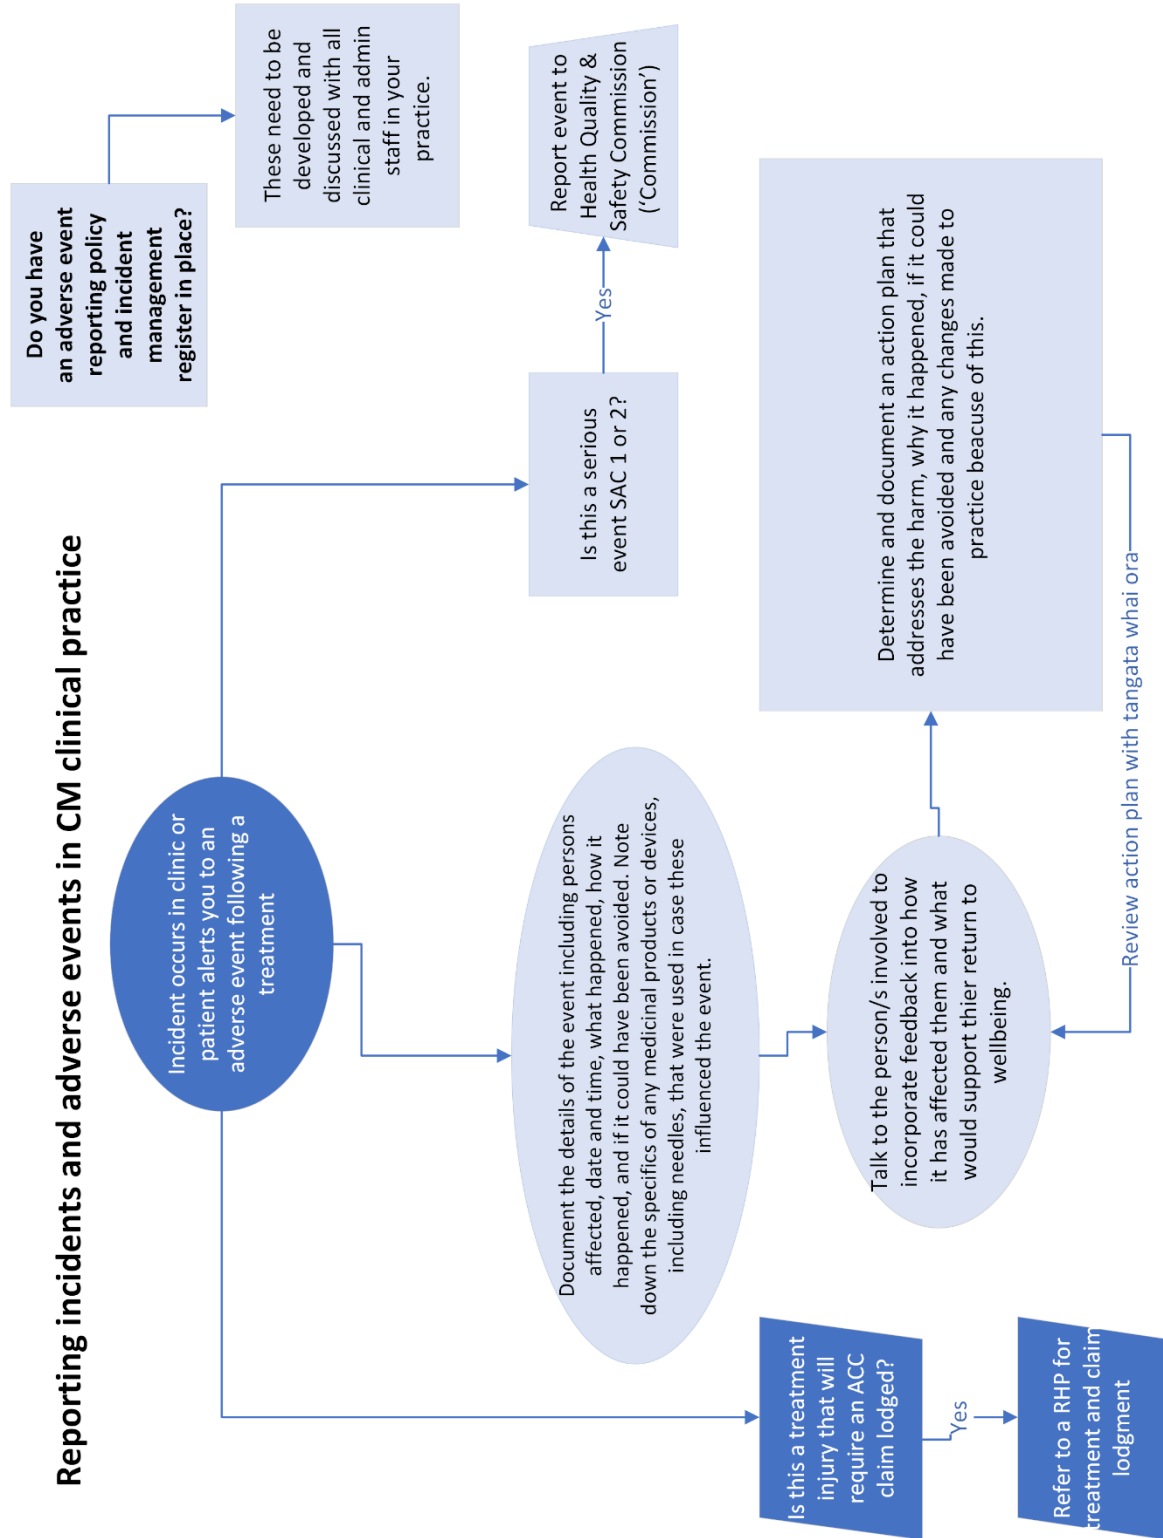 Reporting incidents and adverse events in CM clinical practice
Do you have
an adverse event
reporting policy
and incident
management
register in place?
These need to be
developed and
discussed with all
clinical and admin
staff in your
practice.
Incident occurs in clinic or
patient alerts you to an
adverse event following a
treatment
Is this a serious
event SAC 1 or 2?
Yes
Report event to
Health Quality &
Safety Commission
(‘Commission’)
Document the details of the event including persons
affected, date and time, what happened, how it
happened, and if it could have been avoided. Note
down the specifics of any medicinal products or devices,
including needles, that were used in case these
influenced the event.
Talk to the person/s involved to
incorporate feedback into how
it has affected them and what
would support thier return to
wellbeing.
Determine and document an action plan that
addresses the harm, why it happened, if it could
have been avoided and any changes made to
practice beacuse of this.
Review action plan with tangata whai ora
Is this a treatment
injury that will
require an ACC
claim lodged?
Yes
Refer to a RHP for
treatment and claim
lodgment